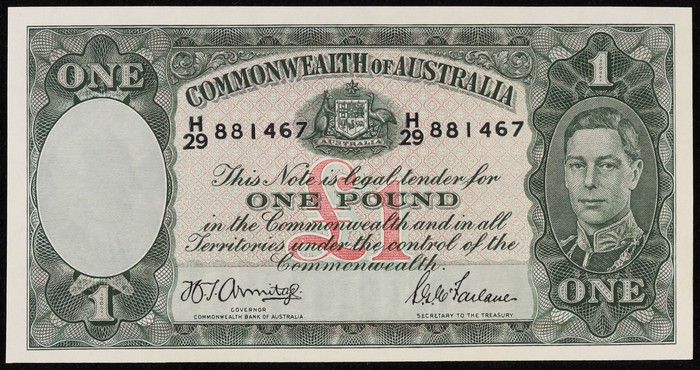 ONE
1
COMMONWEALTH OF AUSTRALIA
H/29 881467
H/29 881467
AUSTRALIA
This Note is legal tender for
ONE POUND
in the Commonwealth and in all
Territories under the control of the
Commonwealth.
£1
H.T. Armitage
S.G. McFarlane
GOVERNOR
COMMONWEALTH BANK OF AUSTRALIA
SECRETARY TO THE TREASURY
1
ONE